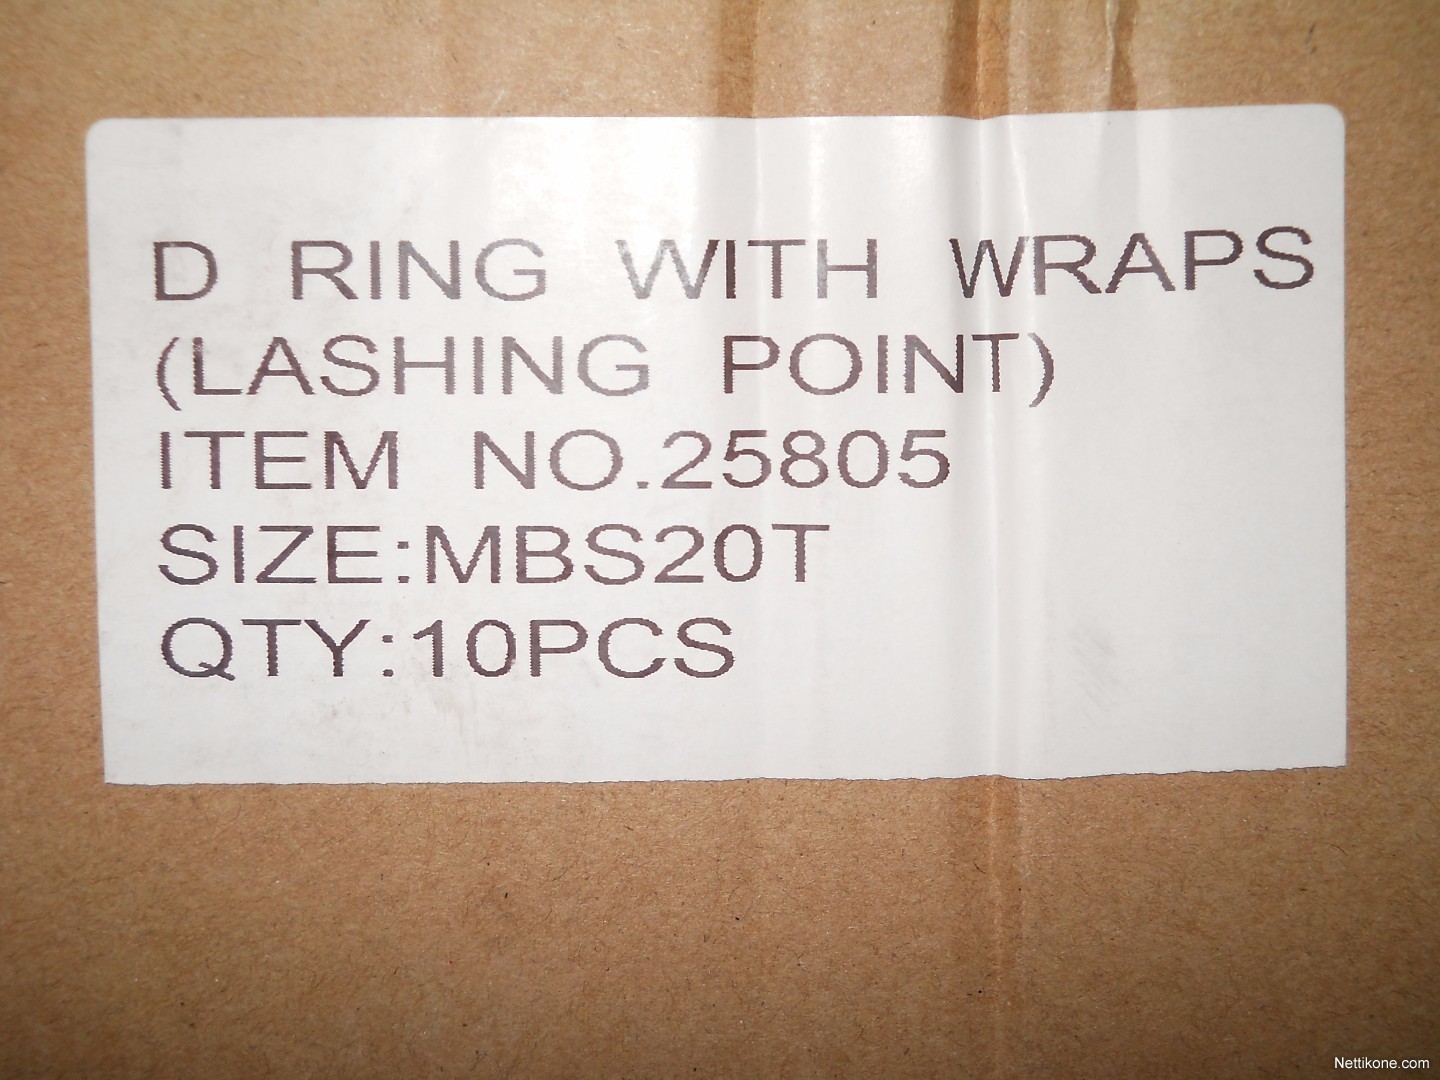 D RING WITH WRAPS
(LASHING POINT)
ITEM NO.25805
SIZE:MBS20T
QTY:10PCS
Nettikone.com